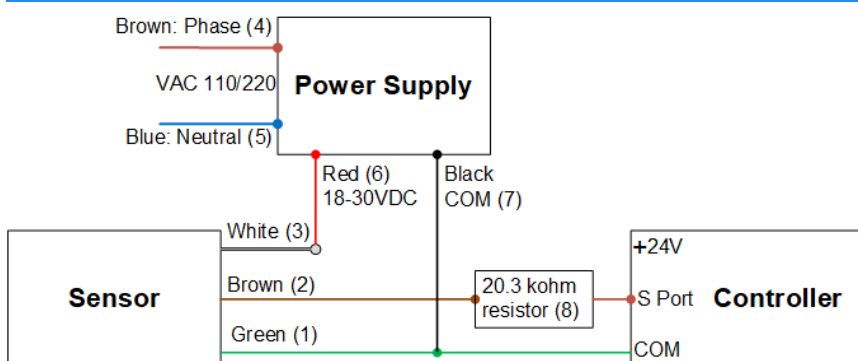 Brown: Phase (4)
VAC 110/220
Power Supply
Blue: Neutral (5)
Red (6)
18-30VDC
Black
COM (7)
White (3)
+24V
Sensor
Brown (2)
20.3 kohm
resistor (8)
S Port
Controller
Green (1)
COM